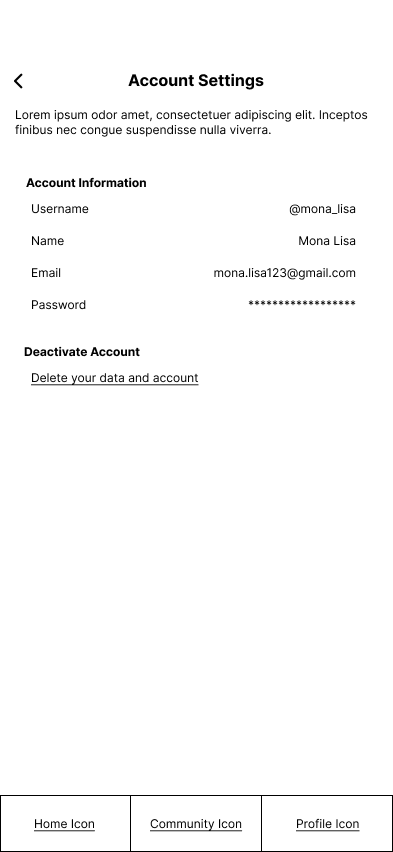 Account Settings
Lorem ipsum odor amet, consectetuer adipiscing elit. Inceptos
finibus nec congue suspendisse nulla viverra.
Account Information
Username @mona_lisa
Name Mona Lisa
Email mona.lisa123@gmail.com
Password ******************
Deactivate Account
Delete your data and account
Home Icon Community Icon Profile Icon